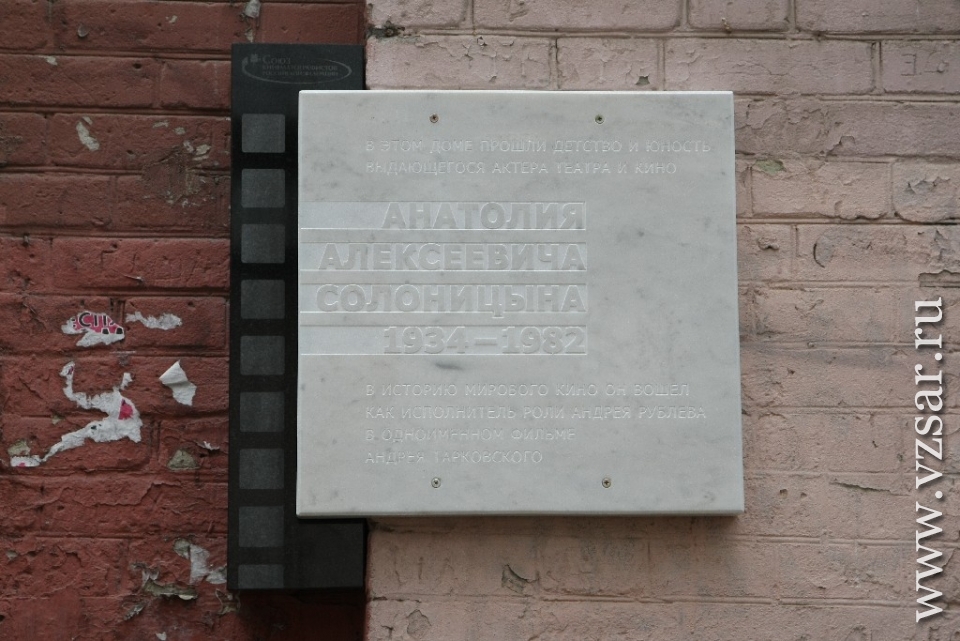 Союз
В ЭТОМ ДОМЕ ПРОШЛИ ДЕТСТВО И ЮНОСТЬ
ВЫДАЮЩЕГОСЯ АКТЕРА ТЕАТРА И КИНО
АНАТОЛИЯ
АЛЕКСЕЕВИЧА
СОЛОНИЦЫНА
1934 – 1982
В ИСТОРИЮ МИРОВОГО КИНО ОН ВОШЕЛ
КАК ИСПОЛНИТЕЛЬ РОЛИ АНДРЕЯ РУБЛЕВА
В ОДНОИМЕННОМ ФИЛЬМЕ
АНДРЕЯ ТАРКОВСКОГО
www.vzsar.ru